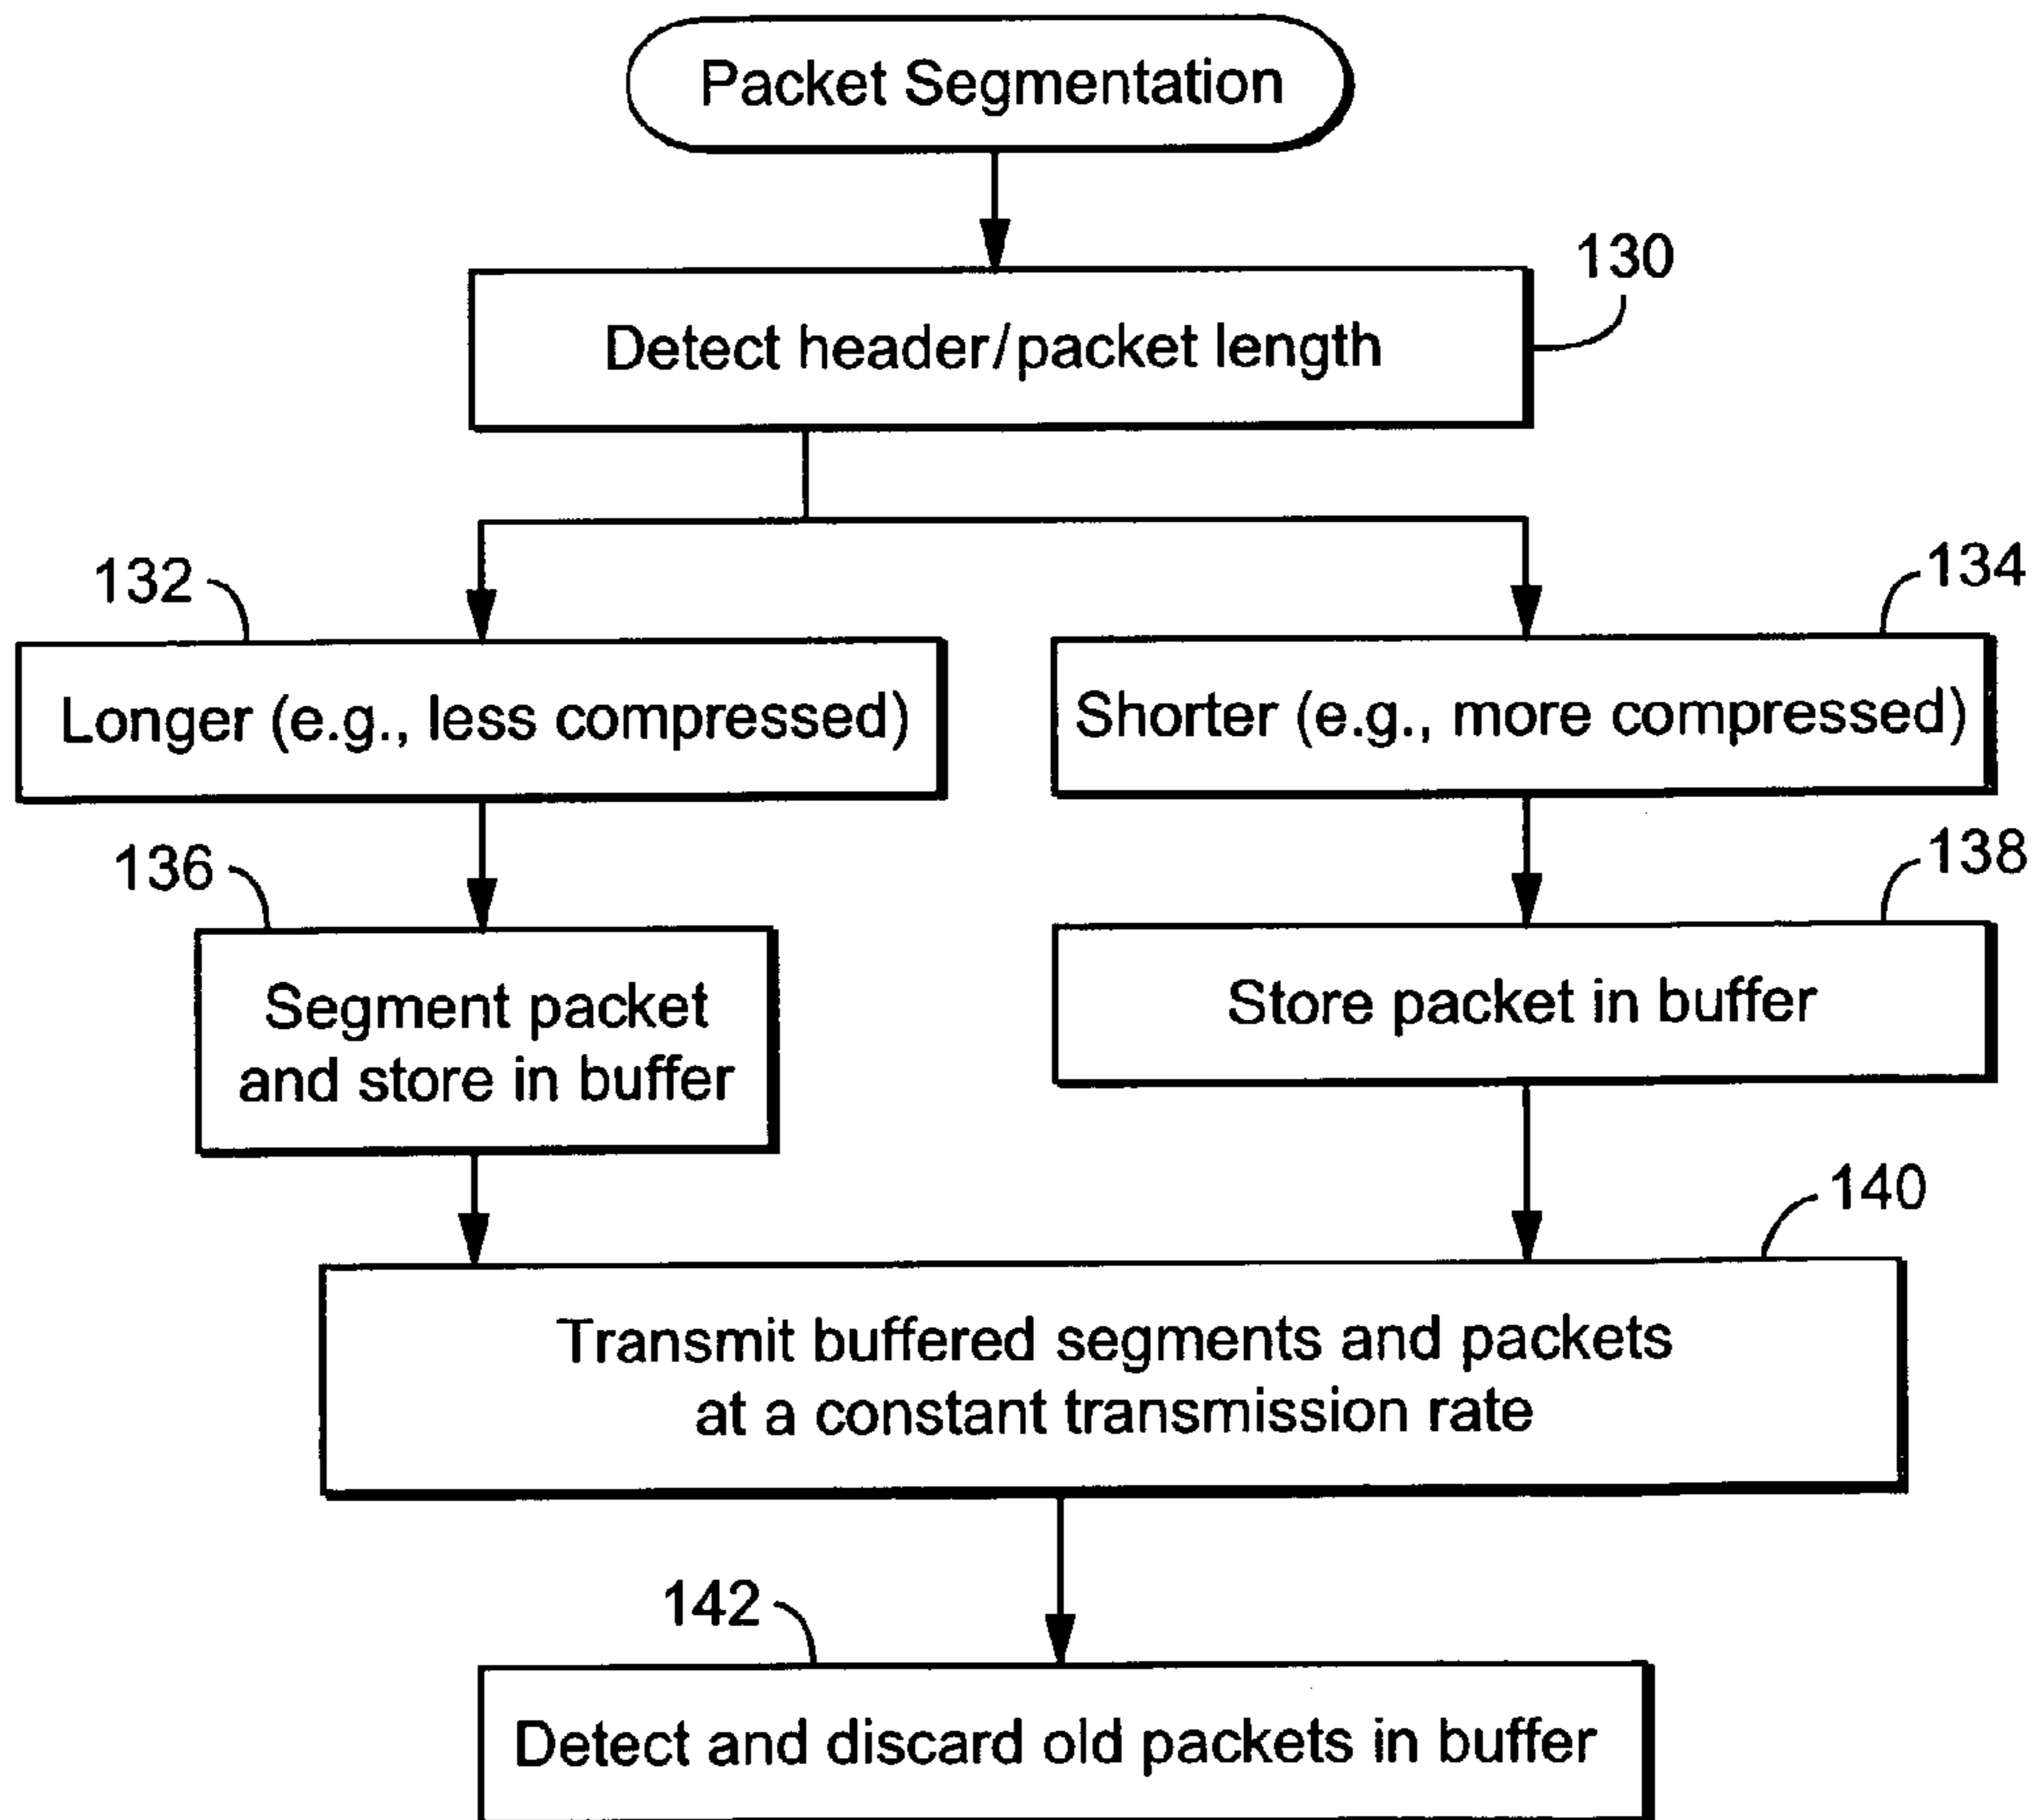 Packet Segmentation
130
Detect header/packet length
132
134
Longer (e.g., less compressed)
Shorter (e.g., more compressed)
136
138
Segment packet
and store in buffer
Store packet in buffer
140
Transmit buffered segments and packets
at a constant transmission rate
142
Detect and discard old packets in buffer